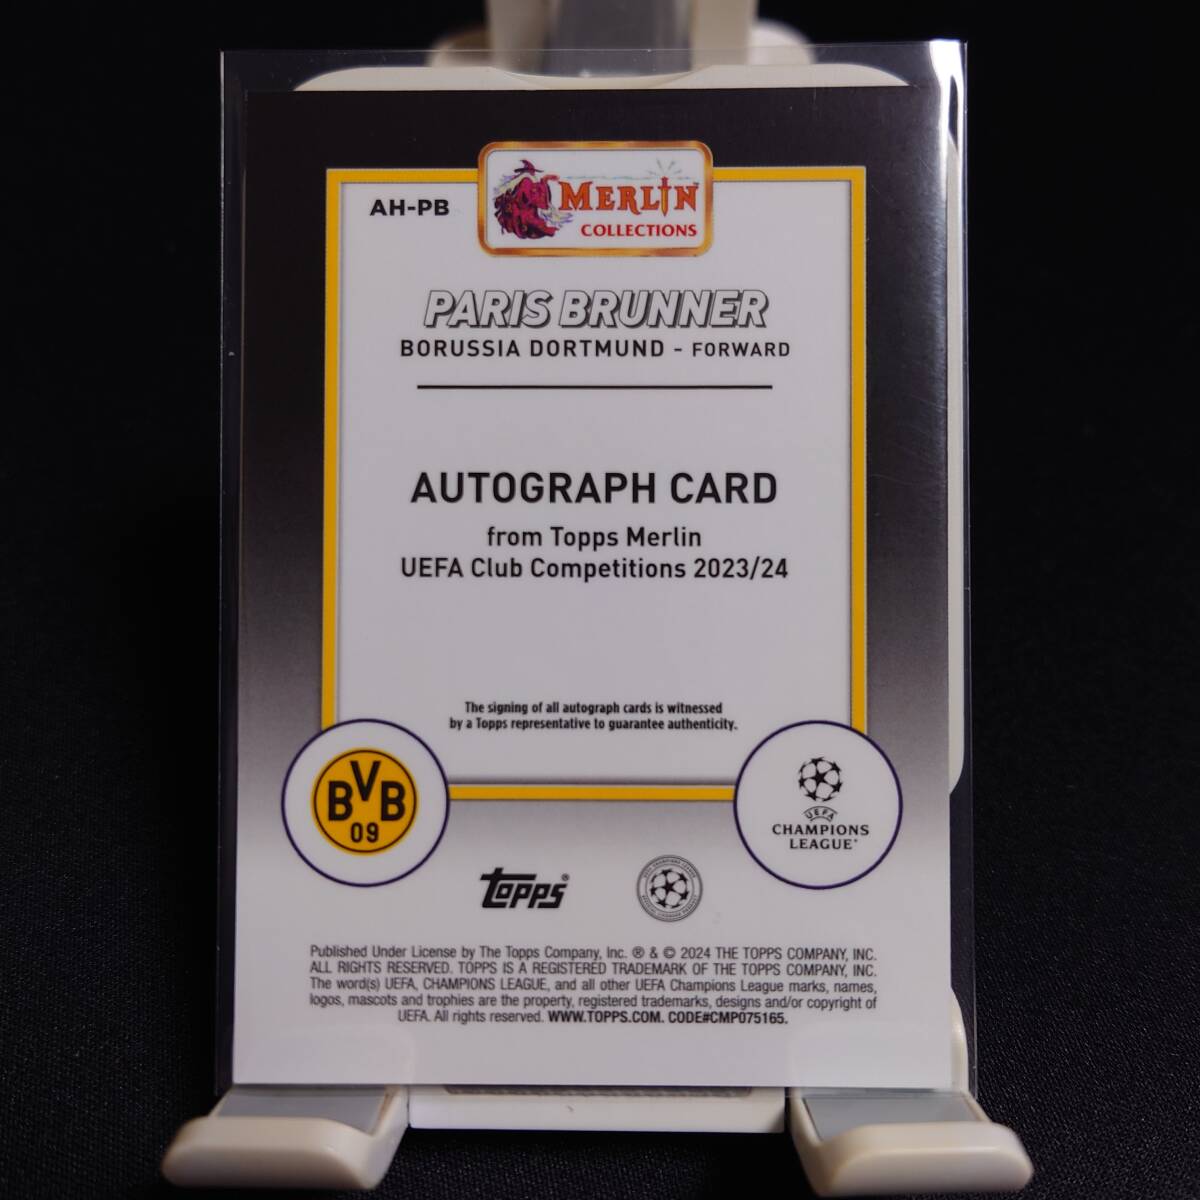 AH-PB
MERLIN
COLLECTIONS
PARIS BRUNNER
BORUSSIA DORTMUND - FORWARD
AUTOGRAPH CARD
from Topps Merlin
UEFA Club Competitions 2023/24
The signing of all autograph cards is witnessed
by a Topps representative to guarantee authenticity.
BVB
09
UEFA
CHAMPIONS
LEAGUE®
Topps®
Published Under License by The Topps Company, Inc. ® & © 2024 THE TOPPS COMPANY, INC.
ALL RIGHTS RESERVED. TOPPS IS A REGISTERED TRADEMARK OF THE TOPPS COMPANY, INC.
The word(s) UEFA, CHAMPIONS LEAGUE, and all other UEFA Champions League marks, names,
logos, mascots and trophies are the property, registered trademarks, designs and/or copyright of
UEFA. All rights reserved. WWW.TOPPS.COM. CODE#CMP075165.